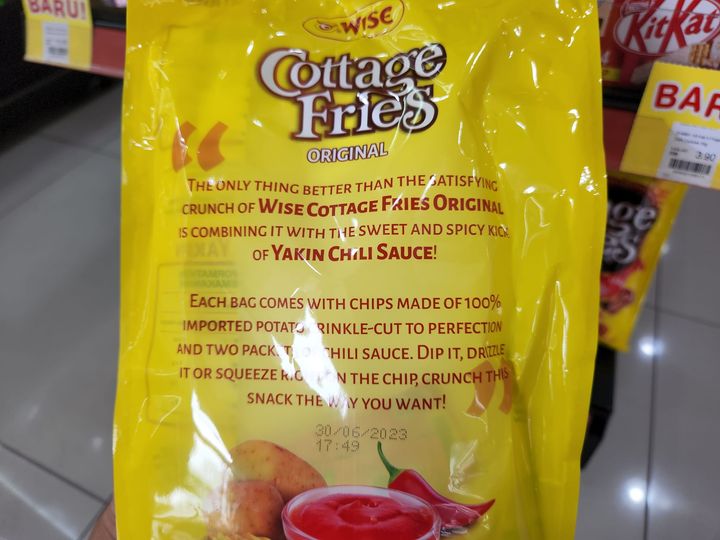 BARU!
WISE
KitKat
Cottage
Fries
ORIGINAL
BAR
3.90
“
THE ONLY THING BETTER THAN THE SATISFYING
CRUNCH OF WISE COTTAGE FRIES ORIGINAL
IS COMBINING IT WITH THE SWEET AND SPICY KICK
OF YAKIN CHILI SAUCE!
EACH BAG COMES WITH CHIPS MADE OF 100%
IMPORTED POTATO CRINKLE-CUT TO PERFECTION
AND TWO PACKETS OF CHILI SAUCE. DIP IT, DRIZZLE
IT OR SQUEEZE RIGHT ON THE CHIP, CRUNCH THIS
SNACK THE WAY YOU WANT!
”
30/06/2023
17:49